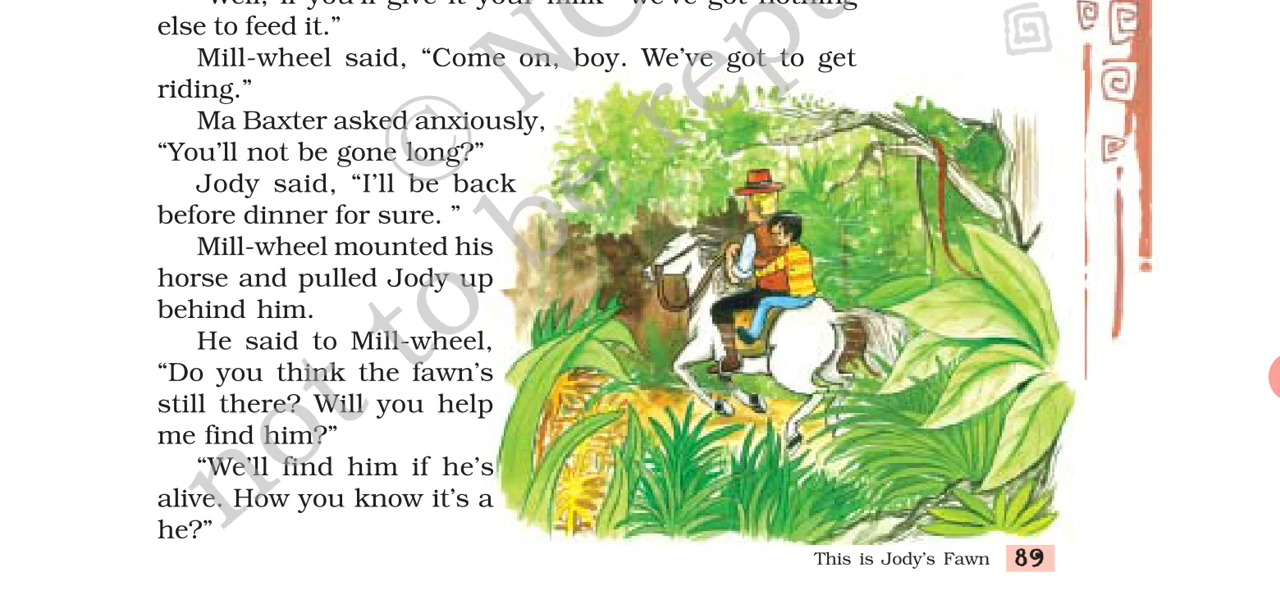 else to feed it.”
Mill-wheel said, “Come on, boy. We’ve got to get
riding.”
Ma Baxter asked anxiously,
“You’ll not be gone long?”
Jody said, “I’ll be back
before dinner for sure. ”
Mill-wheel mounted his
horse and pulled Jody up
behind him.
He said to Mill-wheel,
“Do you think the fawn’s
still there? Will you help
me find him?”
“We’ll find him if he’s
alive. How you know it’s a
he?”
This is Jody’s Fawn 89
not to be rep